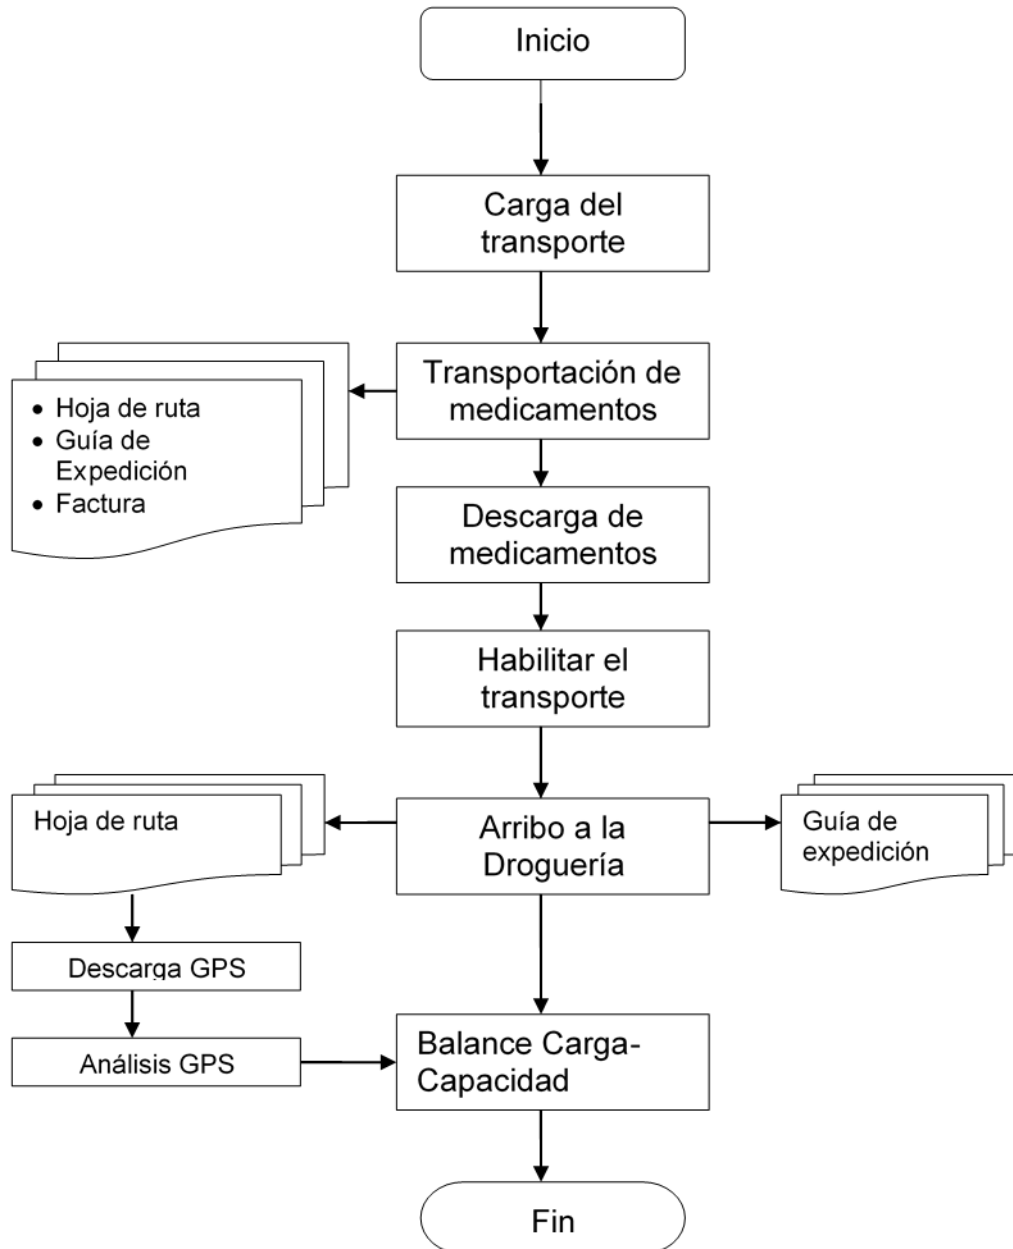 Inicio
Carga del
transporte
Transportación de
medicamentos
• Hoja de ruta
• Guía de
Expedición
• Factura
Descarga de
medicamentos
Habilitar el
transporte
Hoja de ruta
Arribo a la
Droguería
Guía de
expedición
Descarga GPS
Análisis GPS
Balance Carga-
Capacidad
Fin